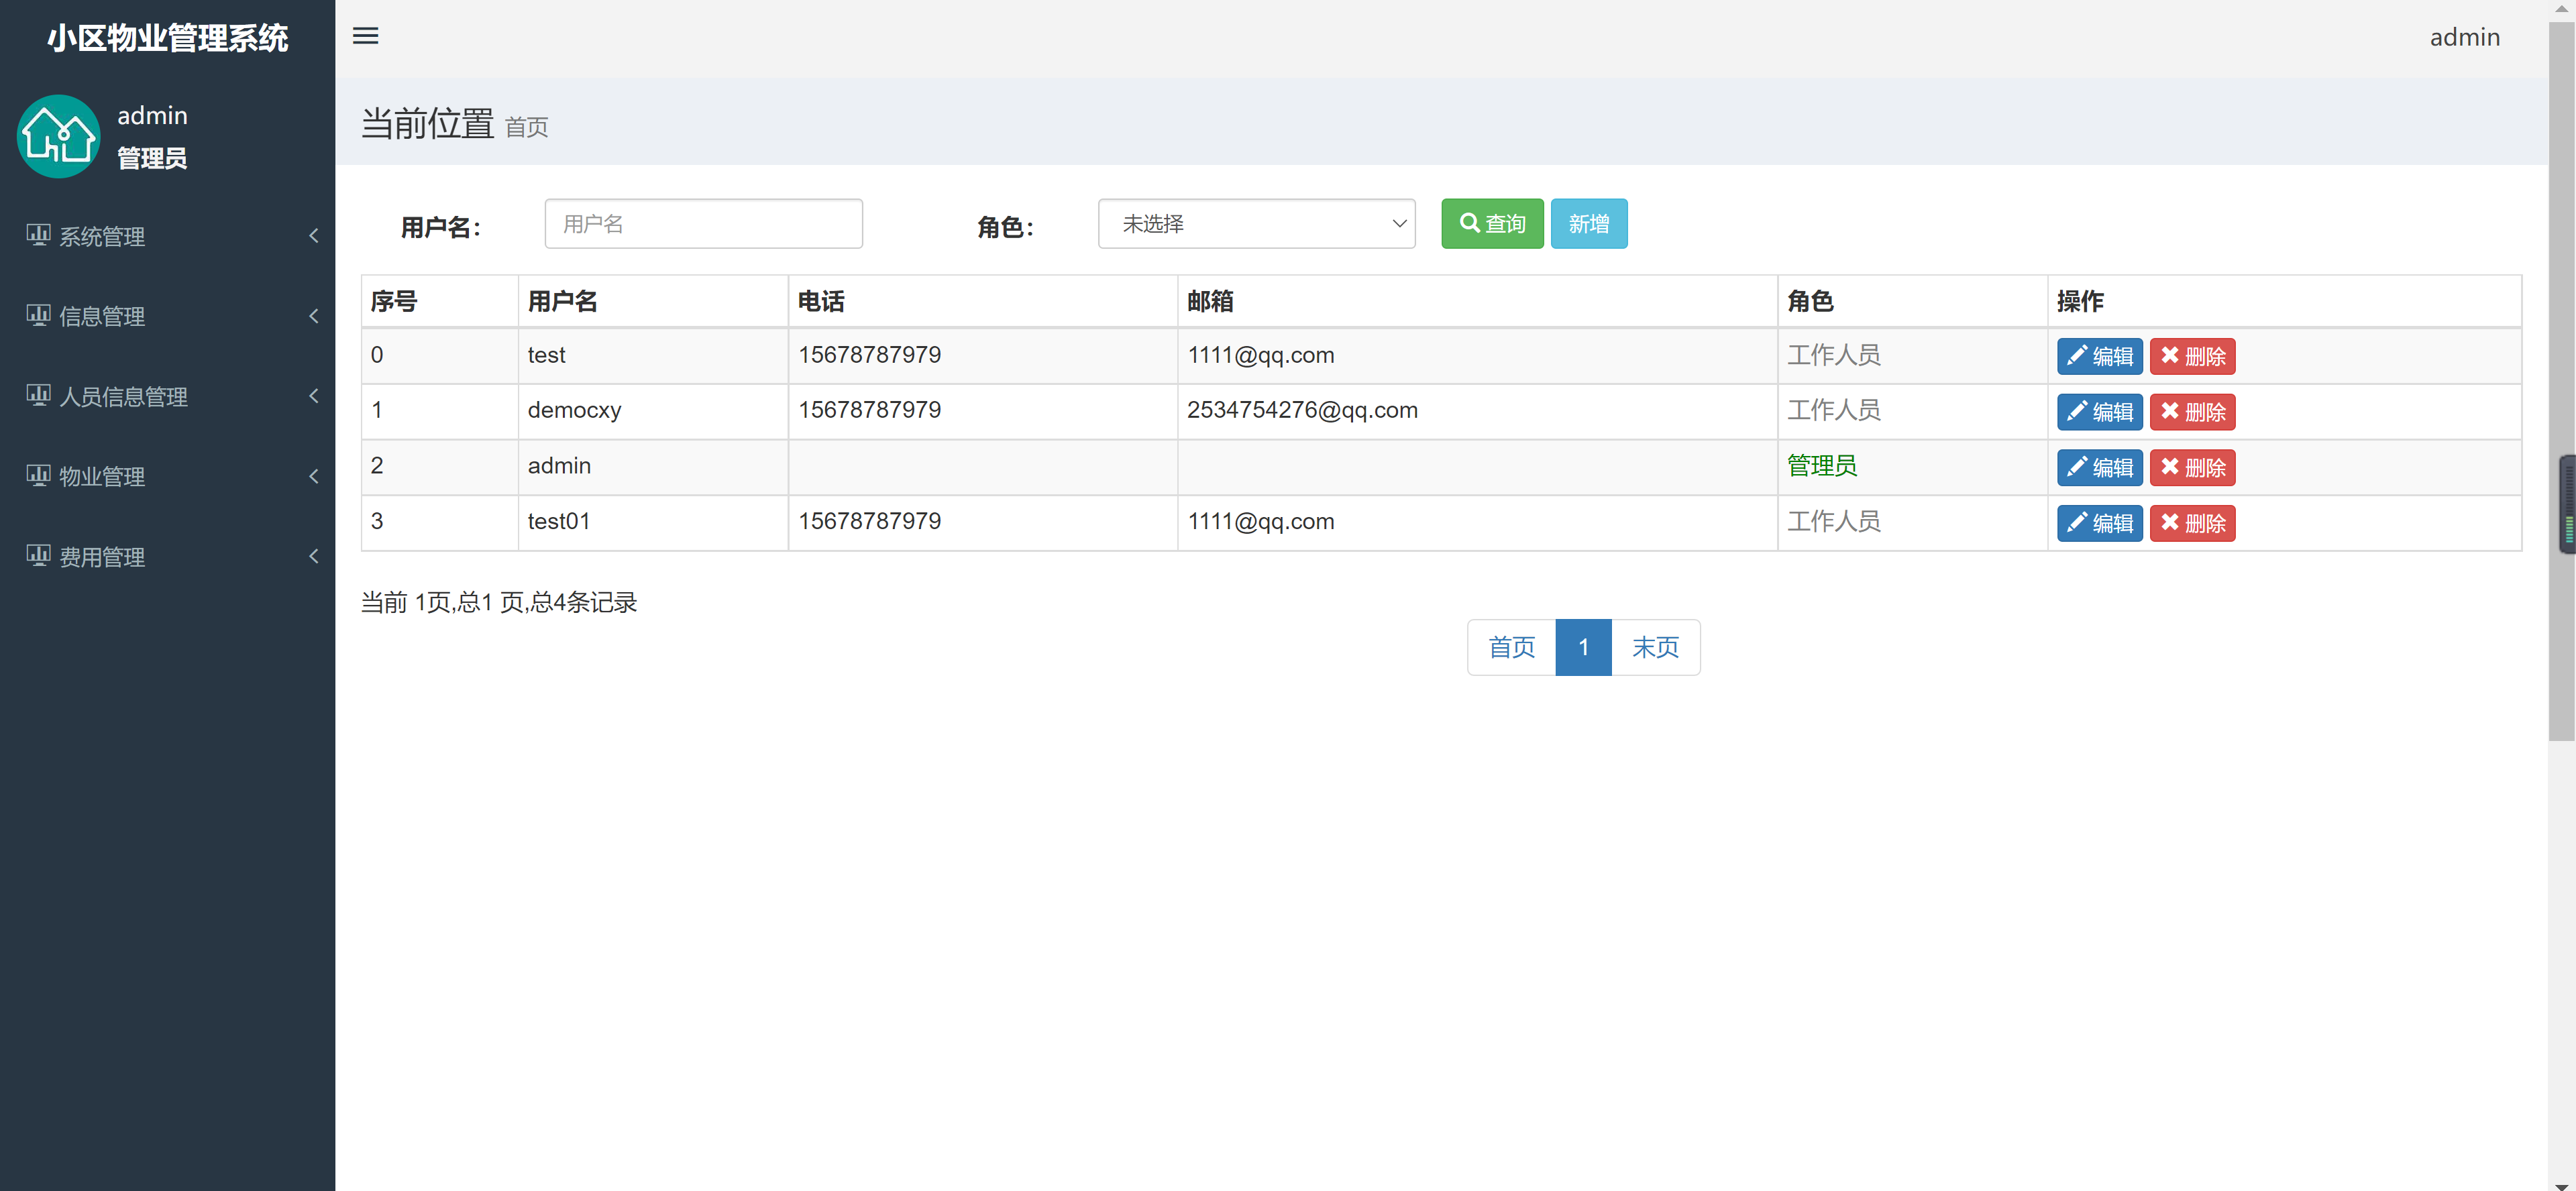 小区物业管理系统
admin
admin
管理员
当前位置 首页
系统管理
信息管理
人员信息管理
物业管理
费用管理
用户名： 用户名 角色： 未选择 查询 新增
序号 用户名 电话 邮箱 角色 操作
0 test 15678787979 1111@qq.com 工作人员 编辑 删除
1 democxy 15678787979 2534754276@qq.com 工作人员 编辑 删除
2 admin 管理员 编辑 删除
3 test01 15678787979 1111@qq.com 工作人员 编辑 删除
当前 1页,总1 页,总4条记录
首页 1 末页